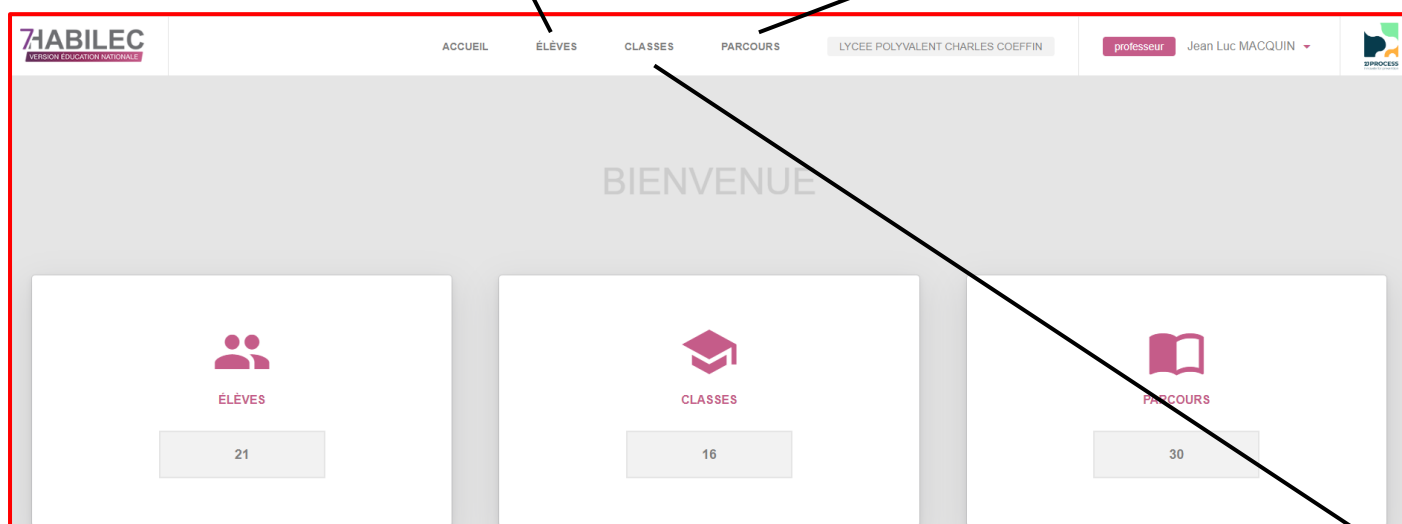 7HABILEC
VERSION EDUCATION NATIONALE
ACCUEIL
ÉLÈVES
CLASSES
PARCOURS
LYCEE POLYVALENT CHARLES COEFFIN
professeur
Jean Luc MACQUIN
BIENVENUE
ÉLÈVES
CLASSES
PARCOURS
21
16
30